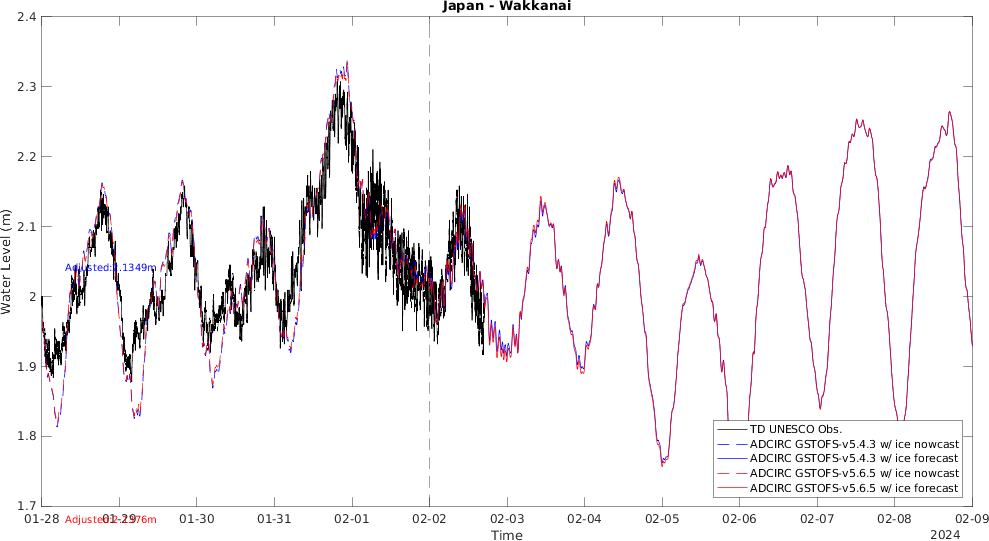 Japan - Wakkanai
2.4
2.3
2.2
2.1
2
1.9
1.8
1.7
Water Level (m)
Adjusted:2.1349m
TD UNESCO Obs.
ADCIRC GSTOFS-v5.4.3 w/ ice nowcast
ADCIRC GSTOFS-v5.4.3 w/ ice forecast
ADCIRC GSTOFS-v5.6.5 w/ ice nowcast
ADCIRC GSTOFS-v5.6.5 w/ ice forecast
01-28 01-29 01-30 01-31 02-01 02-02 02-03 02-04 02-05 02-06 02-07 02-08 02-09
Time
2024